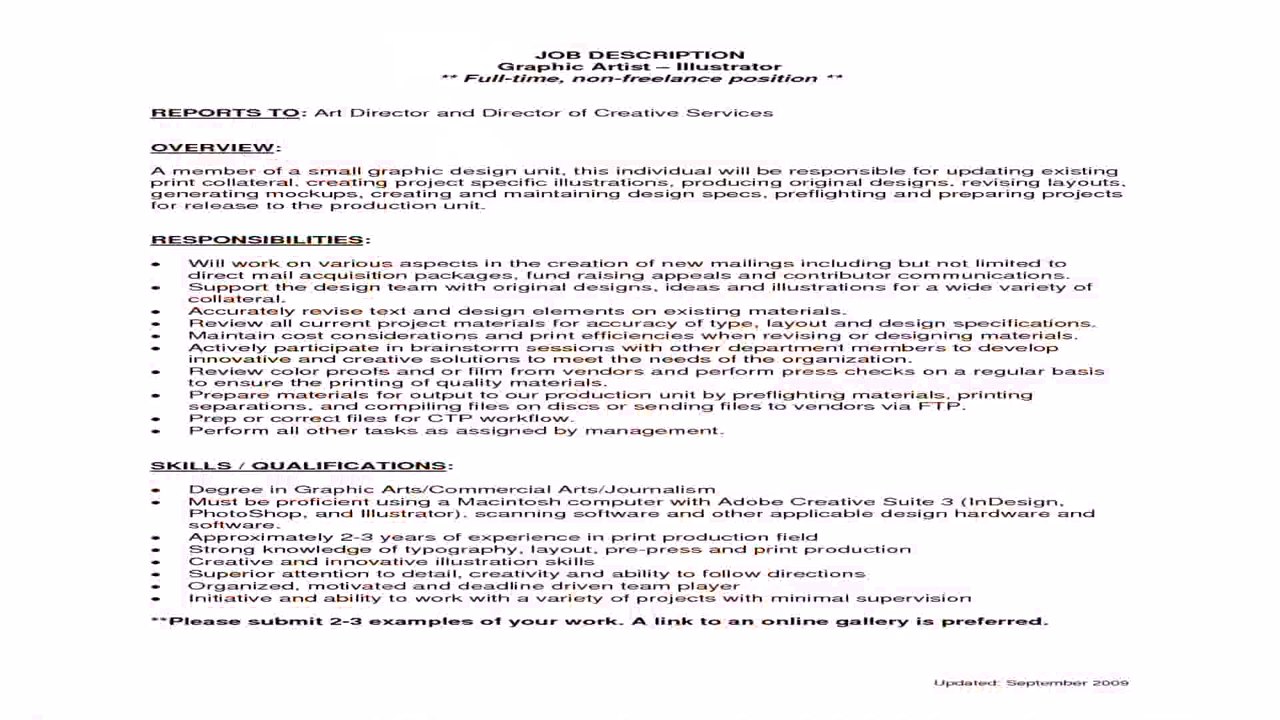 JOB DESCRIPTION
Graphic Artist – Illustrator
** Full-time, non-freelance position **
REPORTS TO: Art Director and Director of Creative Services
OVERVIEW:
A member of a small graphic design unit, this individual will be responsible for updating existing
print collateral, creating project specific illustrations, producing original designs, revising layouts,
generating mockups, creating and maintaining design specs, preflighting and preparing projects
for release to the production unit.
RESPONSIBILITIES:
• Will work on various aspects in the creation of new mailings including but not limited to
direct mail acquisition packages, fund raising appeals and contributor communications.
• Support the design team with original designs, ideas and illustrations for a wide variety of
collateral.
• Accurately revise text and design elements on existing materials.
• Review all current project materials for accuracy of type, layout and design specifications.
• Maintain cost considerations and print efficiencies when revising or designing materials.
• Actively participate in brainstorm sessions with other department members to develop
innovative and creative solutions to meet the needs of the organization.
• Review color proofs and or film from vendors and perform press checks on a regular basis
to ensure the printing of quality materials.
• Prepare materials for output to our production unit by preflighting materials, printing
separations, and compiling files on discs or sending files to vendors via FTP.
• Prep or correct files for CTP workflow.
• Perform all other tasks as assigned by management.
SKILLS / QUALIFICATIONS:
• Degree in Graphic Arts/Commercial Arts/Journalism
• Must be proficient using a Macintosh computer with Adobe Creative Suite 3 (InDesign,
PhotoShop, and Illustrator), scanning software and other applicable design hardware and
software.
• Approximately 2-3 years of experience in print production field
• Strong knowledge of typography, layout, pre-press and print production
• Creative and innovative illustration skills
• Superior attention to detail, creativity and ability to follow directions
• Organized, motivated and deadline driven team player
• Initiative and ability to work with a variety of projects with minimal supervision
**Please submit 2-3 examples of your work. A link to an online gallery is preferred.
Updated: September 2009